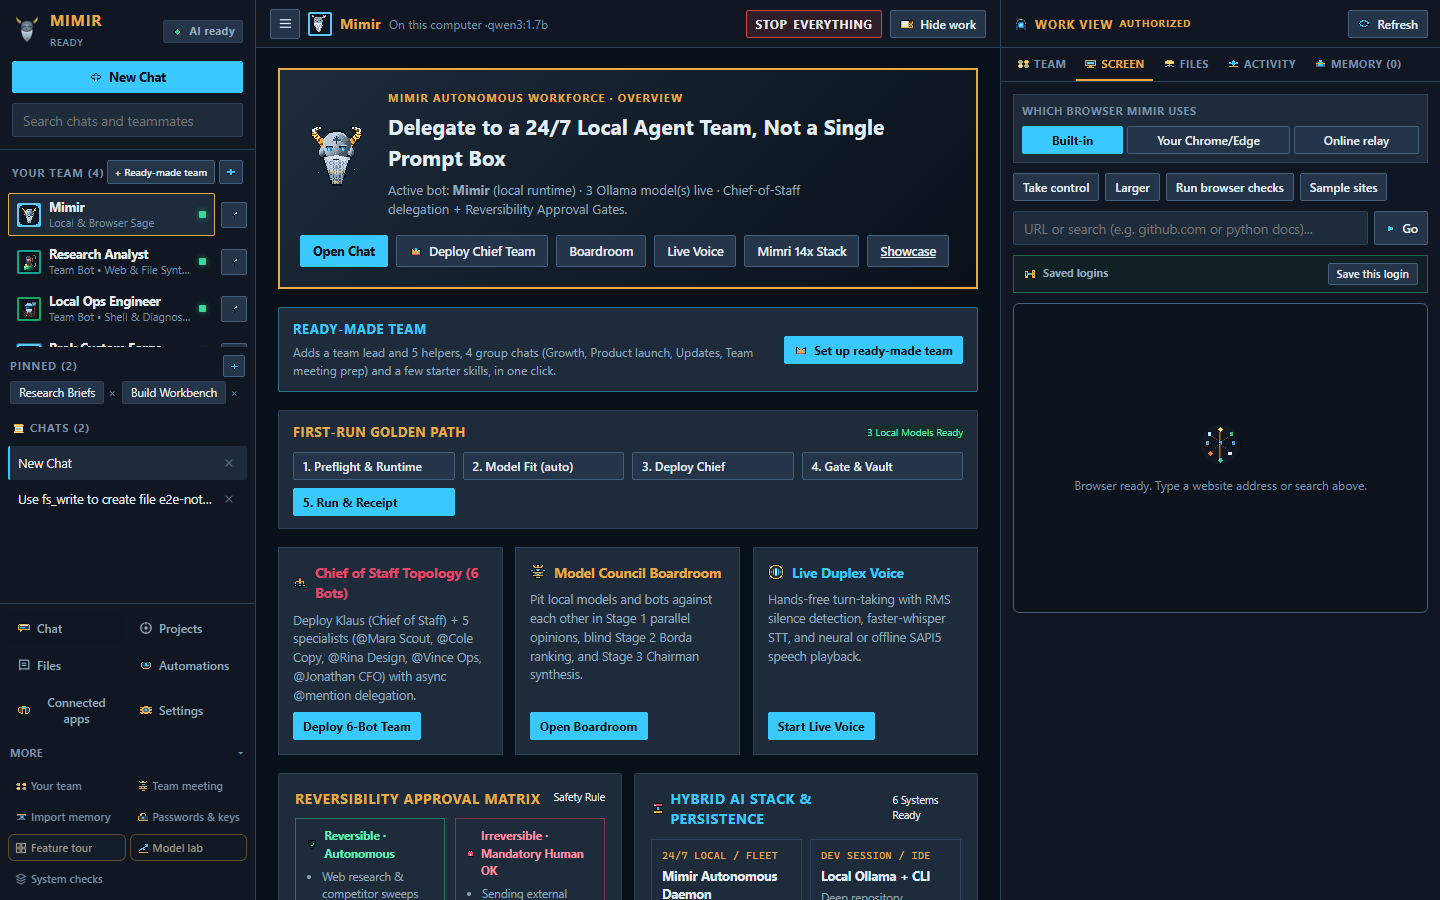 MIMIR
READY
AI ready
New Chat
Search chats and teammates
YOUR TEAM (4)
+ Ready-made team
+
Mimir
Local & Browser Sage
Research Analyst
Team Bot • Web & File Synt...
Local Ops Engineer
Team Bot • Shell & Diagnos...
PINNED (2)
+
Research Briefs ×
Build Workbench ×
CHATS (2)
New Chat ×
Use fs_write to create file e2e-not... ×
Chat
Projects
Files
Automations
Connected apps
Settings
MORE
Your team
Team meeting
Import memory
Passwords & keys
Feature tour
Model lab
System checks
Mimir On this computer ·qwen3:1.7b
STOP EVERYTHING
Hide work
MIMIR AUTONOMOUS WORKFORCE · OVERVIEW
Delegate to a 24/7 Local Agent Team, Not a Single
Prompt Box
Active bot: Mimir (local runtime) · 3 Ollama model(s) live · Chief-of-Staff
delegation + Reversibility Approval Gates.
Open Chat
Deploy Chief Team
Boardroom
Live Voice
Mimri 14x Stack
Showcase
READY-MADE TEAM
Adds a team lead and 5 helpers, 4 group chats (Growth, Product launch, Updates, Team
meeting prep) and a few starter skills, in one click.
Set up ready-made team
FIRST-RUN GOLDEN PATH
3 Local Models Ready
1. Preflight & Runtime
2. Model Fit (auto)
3. Deploy Chief
4. Gate & Vault
5. Run & Receipt
Chief of Staff Topology (6
Bots)
Deploy Klaus (Chief of Staff) + 5
specialists (@Mara Scout, @Cole
Copy, @Rina Design, @Vince Ops,
@Jonathan CFO) with async
@mention delegation.
Deploy 6-Bot Team
Model Council Boardroom
Pit local models and bots against
each other in Stage 1 parallel
opinions, blind Stage 2 Borda
ranking, and Stage 3 Chairman
synthesis.
Open Boardroom
Live Duplex Voice
Hands-free turn-taking with RMS
silence detection, faster-whisper
STT, and neural or offline SAPI5
speech playback.
Start Live Voice
REVERSIBILITY APPROVAL MATRIX
Safety Rule
Reversible ·
Autonomous
• Web research &
competitor sweeps
Irreversible ·
Mandatory Human
OK
• Sending external
HYBRID AI STACK &
PERSISTENCE
6 Systems
Ready
24/7 LOCAL / FLEET
Mimir Autonomous
Daemon
DEV SESSION / IDE
Local Ollama + CLI
Deep repository
WORK VIEW AUTHORIZED
Refresh
TEAM
SCREEN
FILES
ACTIVITY
MEMORY (0)
WHICH BROWSER MIMIR USES
Built-in
Your Chrome/Edge
Online relay
Take control
Larger
Run browser checks
Sample sites
URL or search (e.g. github.com or python docs)...
Go
Saved logins
Save this login
Browser ready. Type a website address or search above.